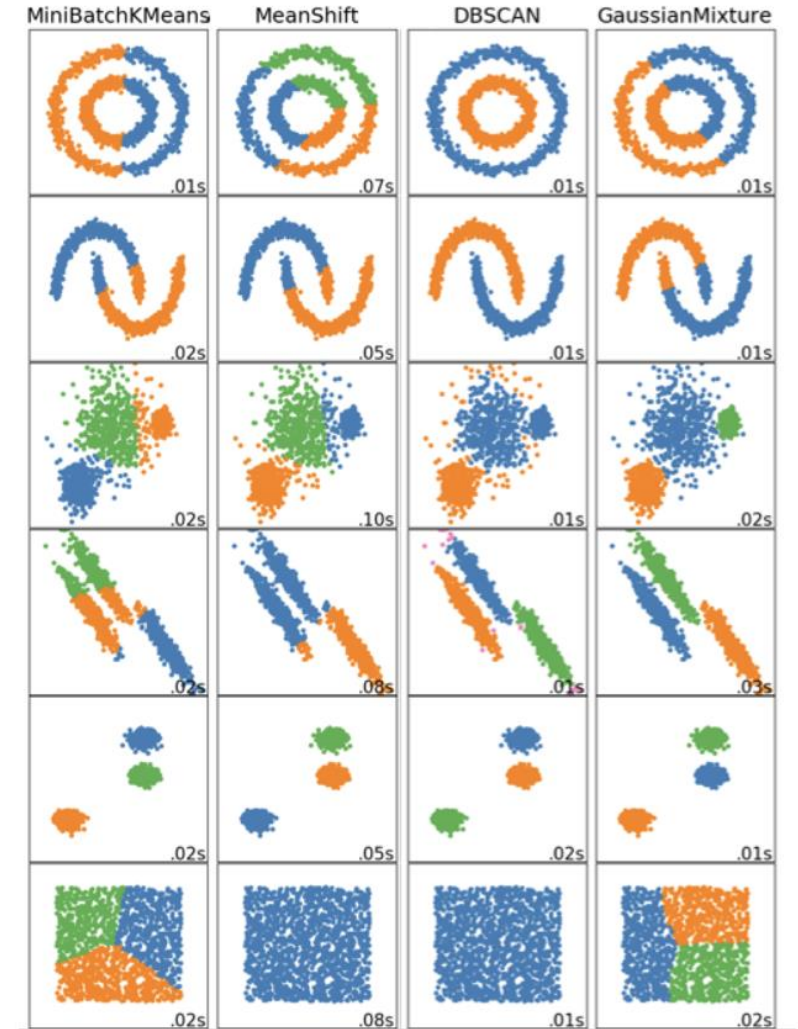 MiniBatchKMeans MeanShift DBSCAN GaussianMixture
.01s .07s .01s .01s
.02s .05s .01s .01s
.02s .10s .01s .02s
.02s .08s .01s .03s
.02s .05s .02s .01s
.02s .08s .01s .02s